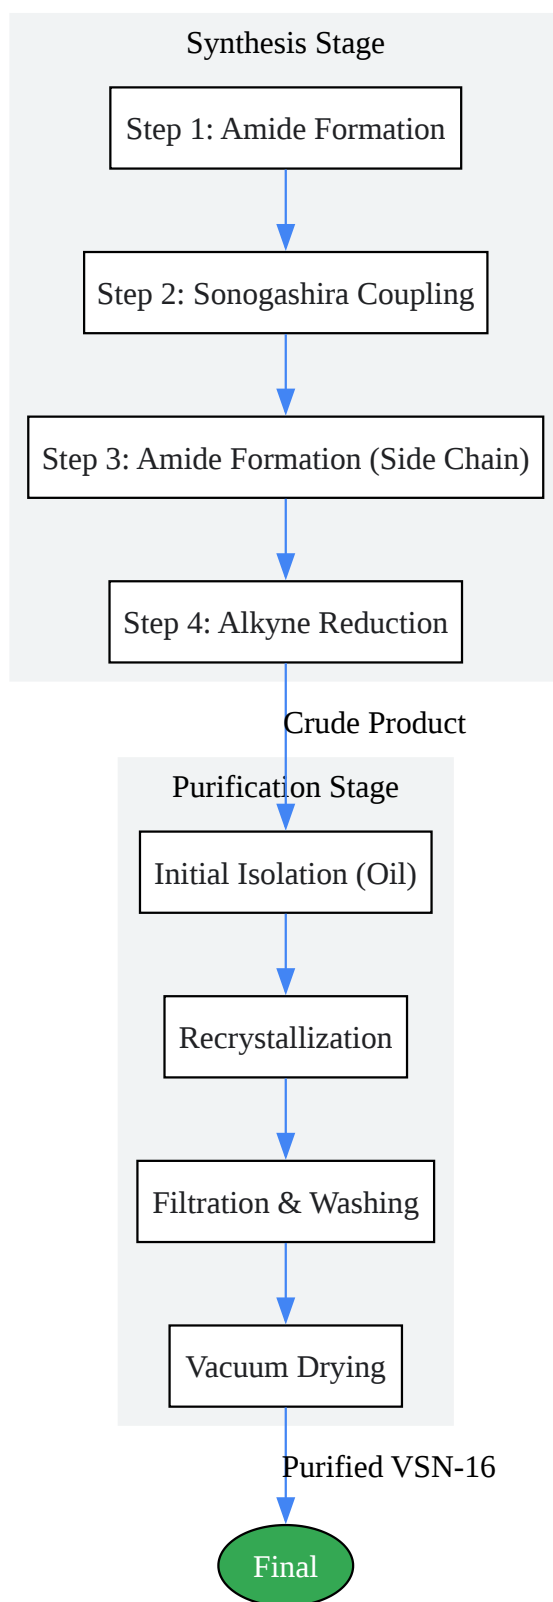 Synthesis Stage
Step 1: Amide Formation
Step 2: Sonogashira Coupling
Step 3: Amide Formation (Side Chain)
Step 4: Alkyne Reduction
Crude Product
Purification Stage
Initial Isolation (Oil)
Recrystallization
Filtration & Washing
Vacuum Drying
Purified VSN-16
Final